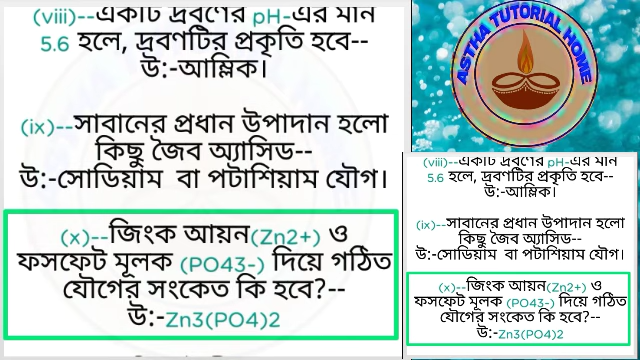 (viii)--একটি দ্রবণের pH-এর মান
5.6 হলে, দ্রবণটির প্রকৃতি হবে--
উ:-আম্লিক।
(ix)--সাবানের প্রধান উপাদান হলো
কিছু জৈব অ্যাসিড--
উ:-সোডিয়াম বা পটাশিয়াম যৌগ।
(x)--জিংক আয়ন(Zn2+) ও
ফসফেট মূলক (PO43-) দিয়ে গঠিত
যৌগের সংকেত কি হবে?--
উ:-Zn3(PO4)2
ASTHA TUTORIAL HOME
(viii)--একটি দ্রবণের pH-এর মান
5.6 হলে, দ্রবণটির প্রকৃতি হবে--
উ:-আম্লিক।
(ix)--সাবানের প্রধান উপাদান হলো
কিছু জৈব অ্যাসিড--
উ:-সোডিয়াম বা পটাশিয়াম যৌগ।
(x)--জিংক আয়ন(Zn2+) ও
ফসফেট মূলক (PO43-) দিয়ে গঠিত
যৌগের সংকেত কি হবে?--
উ:-Zn3(PO4)2